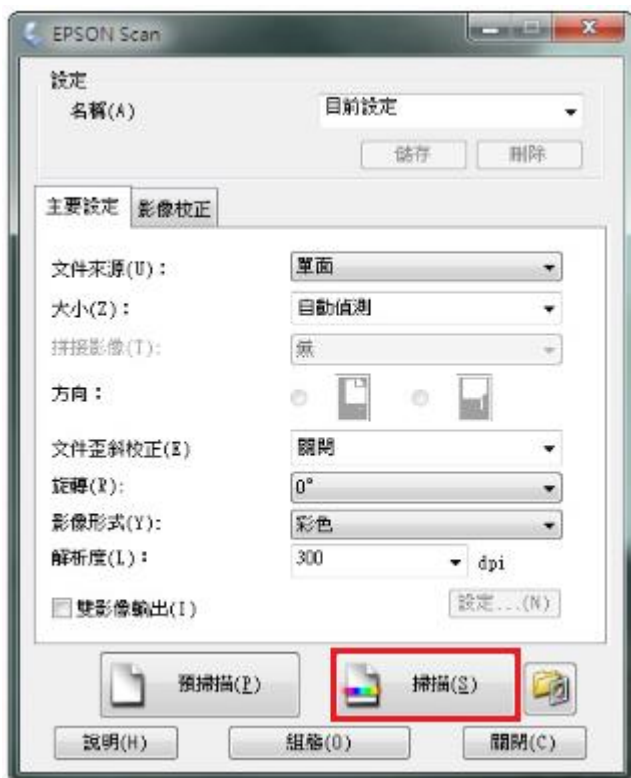 EPSON Scan
設定
名稱(A) 目前設定
儲存 刪除
主要設定 影像校正
文件來源(U): 單面
大小(Z): 自動偵測
拼接影像(T): 無
方向:
文件歪斜校正(E) 關閉
旋轉(R): 0°
影像形式(Y): 彩色
解析度(L): 300 dpi
雙影像輸出(I) 設定...(N)
預掃描(P) 掃描(S)
說明(H) 組態(O) 關閉(C)